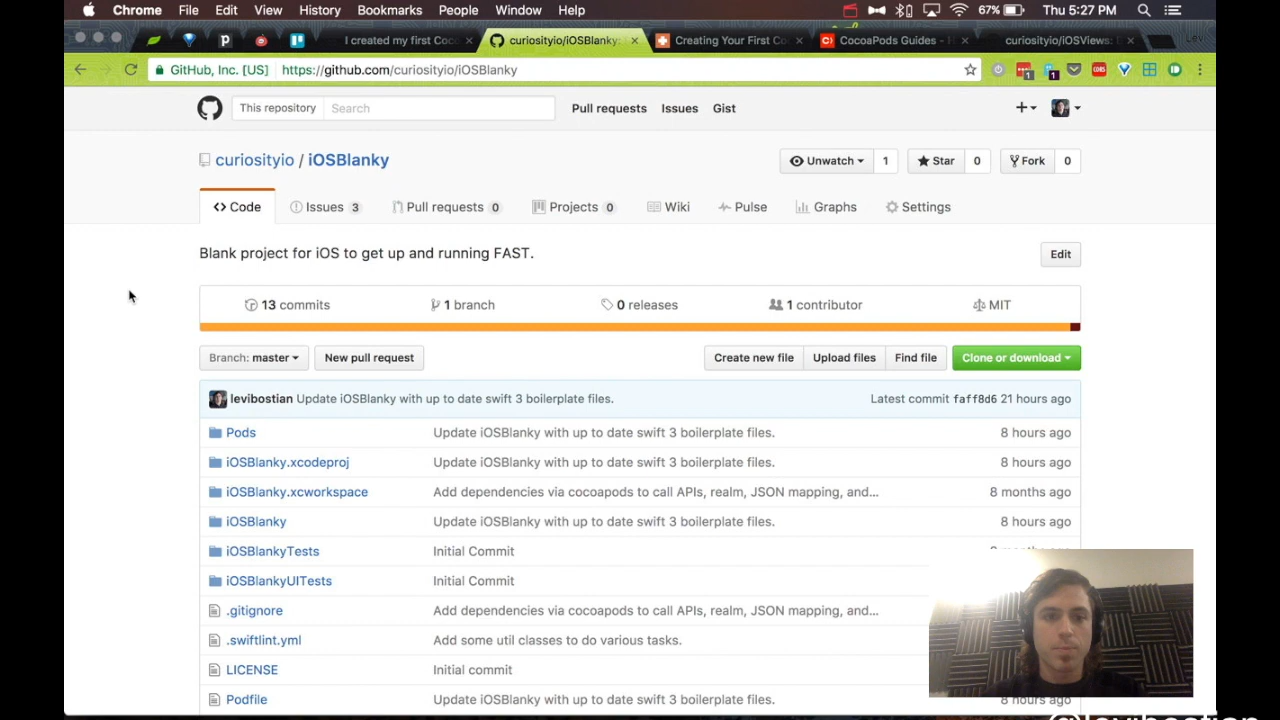 Chrome File Edit View History Bookmarks People Window Help 67% Thu 5:27 PM
I created my first Coc curiosityio/iOSBlanky: Creating Your First Co CocoaPods Guides - curiosityio/iOSViews: Levi
GitHub, Inc. [US] https://github.com/curiosityio/iOSBlanky
This repository Search Pull requests Issues Gist
curiosityio / iOSBlanky Unwatch 1 Star 0 Fork 0
Code Issues 3 Pull requests 0 Projects 0 Wiki Pulse Graphs Settings
Blank project for iOS to get up and running FAST. Edit
13 commits 1 branch 0 releases 1 contributor MIT
Branch: master New pull request Create new file Upload files Find file Clone or download
levibostian Update iOSBlanky with up to date swift 3 boilerplate files. Latest commit faff8d6 21 hours ago
Pods Update iOSBlanky with up to date swift 3 boilerplate files. 8 hours ago
iOSBlanky.xcodeproj Update iOSBlanky with up to date swift 3 boilerplate files. 8 hours ago
iOSBlanky.xcworkspace Add dependencies via cocoapods to call APIs, realm, JSON mapping, and... 8 months ago
iOSBlanky Update iOSBlanky with up to date swift 3 boilerplate files. 8 hours ago
iOSBlankyTests Initial Commit
iOSBlankyUITests Initial Commit
.gitignore Add dependencies via cocoapods to call APIs, realm, JSON mapping, and...
.swiftlint.yml Add some util classes to do various tasks.
LICENSE Initial commit
Podfile Update iOSBlanky with up to date swift 3 boilerplate files. 8 hours ago